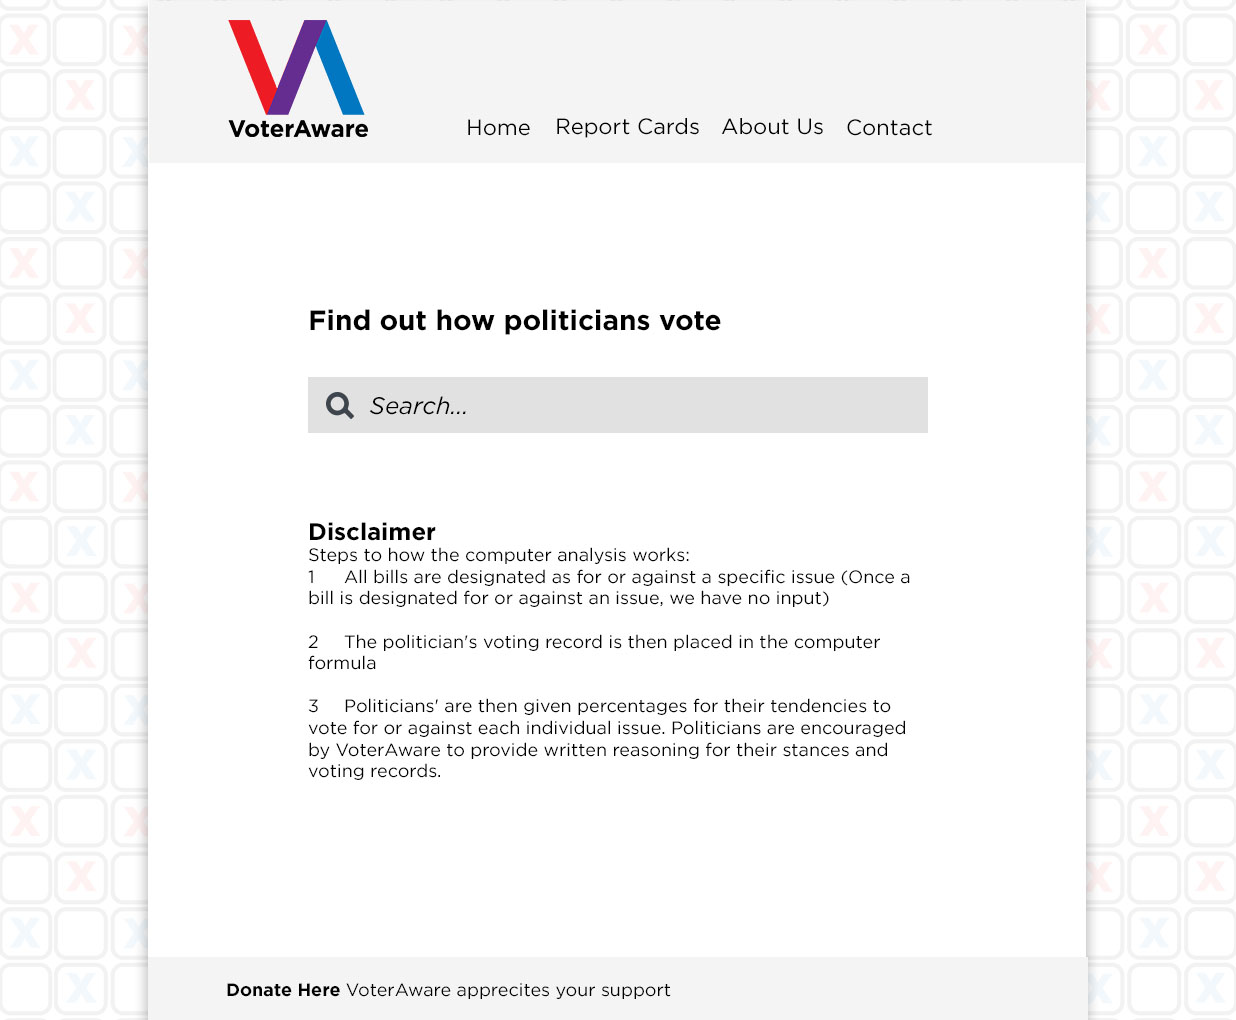 VoterAware
Home Report Cards About Us Contact
Find out how politicians vote
Search...
Disclaimer
Steps to how the computer analysis works:
1 All bills are designated as for or against a specific issue (Once a
bill is designated for or against an issue, we have no input)
2 The politician's voting record is then placed in the computer
formula
3 Politicians' are then given percentages for their tendencies to
vote for or against each individual issue. Politicians are encouraged
by VoterAware to provide written reasoning for their stances and
voting records.
Donate Here VoterAware apprecites your support